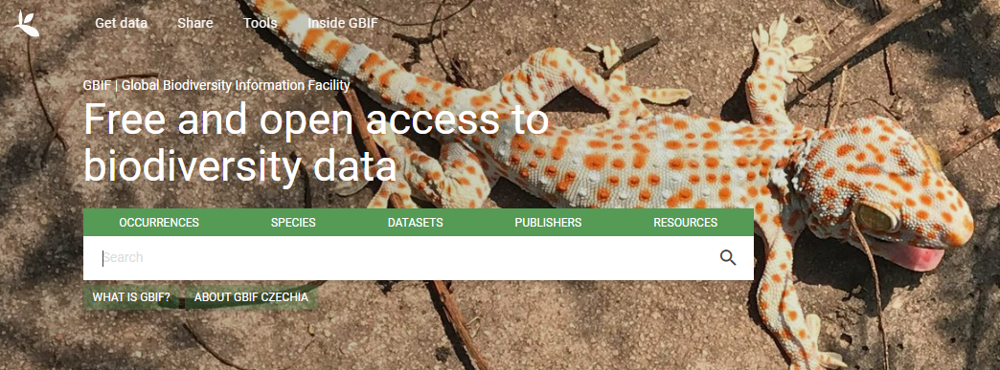 Get data Share Tools Inside GBIF
GBIF | Global Biodiversity Information Facility
Free and open access to
biodiversity data
OCCURRENCES SPECIES DATASETS PUBLISHERS RESOURCES
Search
WHAT IS GBIF? ABOUT GBIF CZECHIA